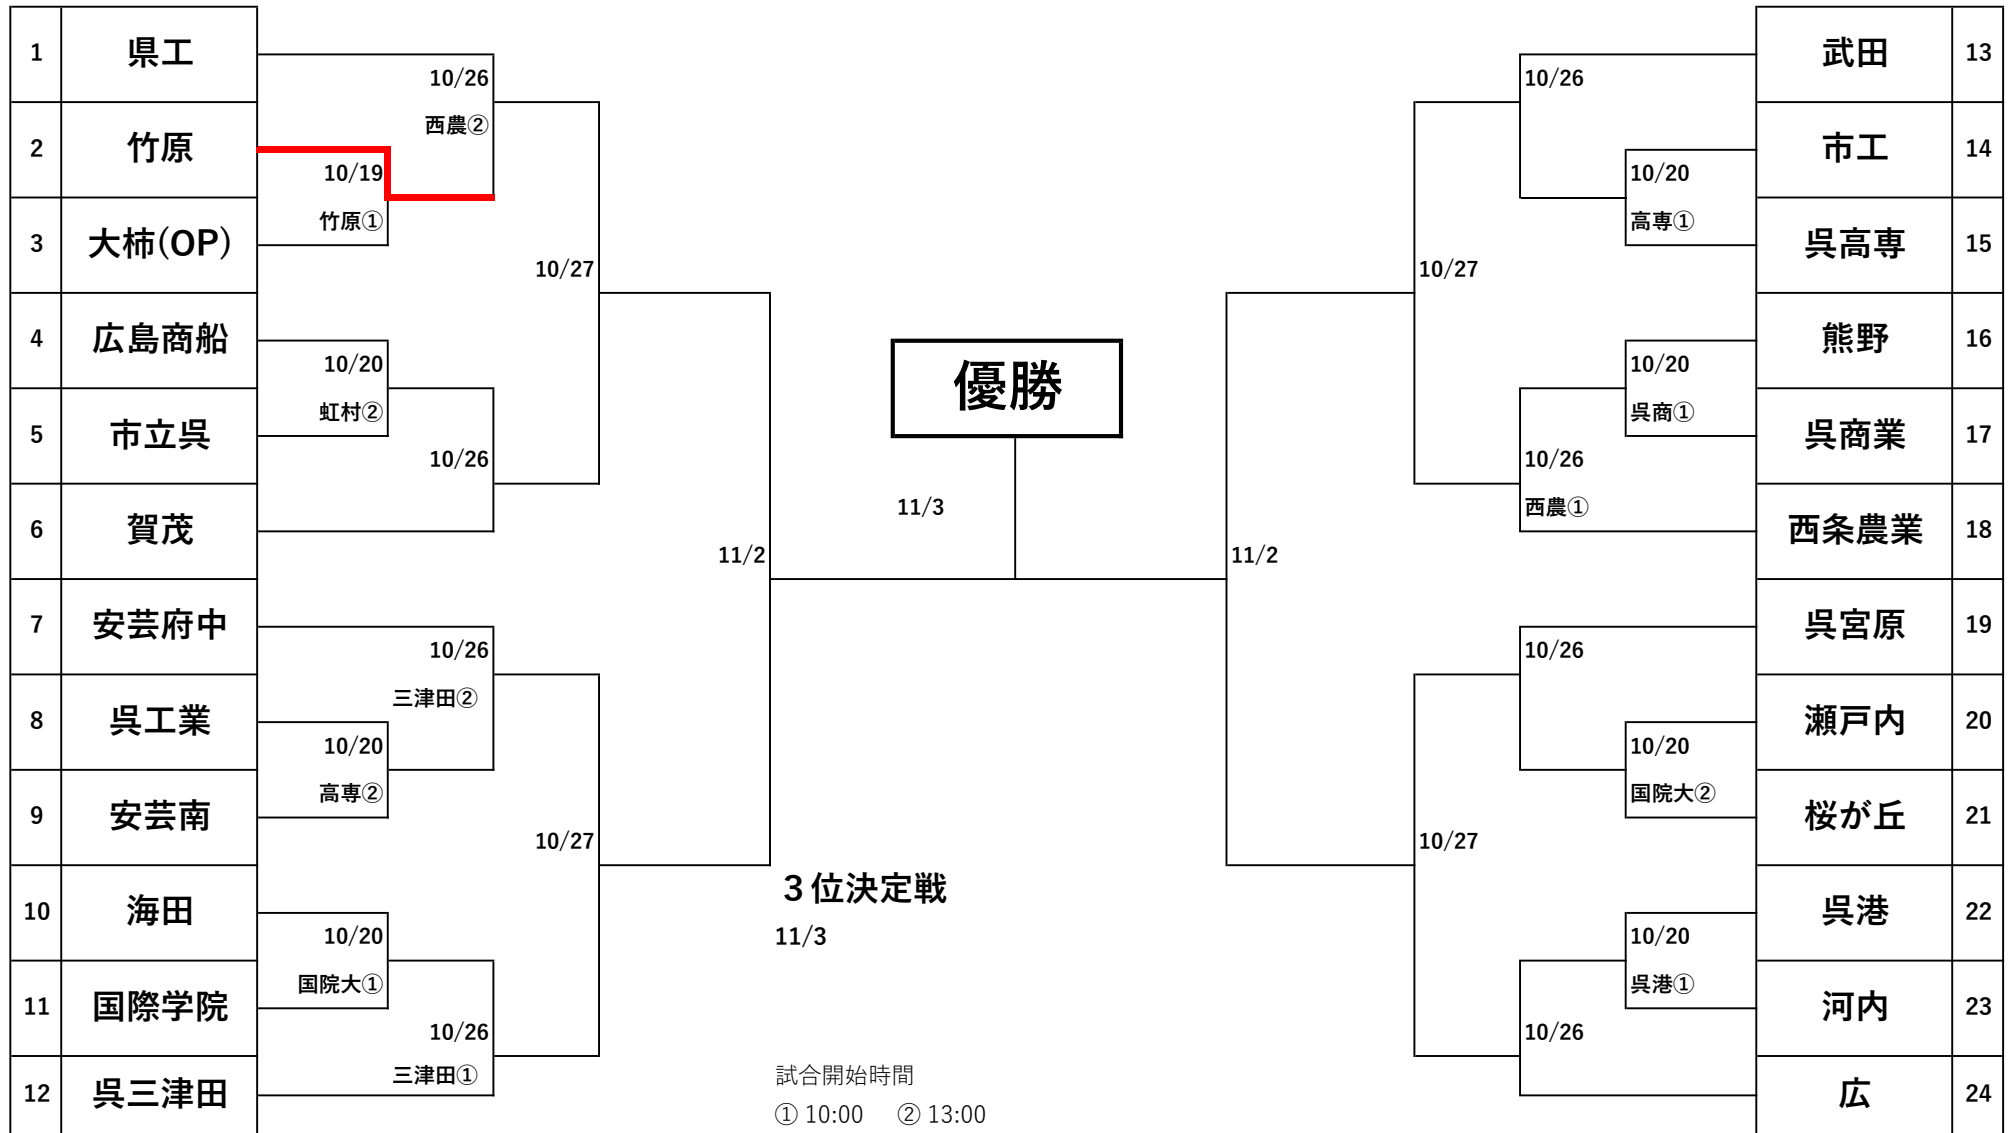 1 県工
10/26
西農②
2 竹原
10/19
竹原①
3 大柿(OP)
10/27
4 広島商船
10/20
虹村②
5 市立呉
10/26
6 賀茂
11/2
7 安芸府中
10/26
三津田②
8 呉工業
10/20
高専②
9 安芸南
10/27
10 海田
10/20
国院大①
11 国際学院
10/26
三津田①
12 呉三津田
優勝
11/3
3位決定戦
11/3
試合開始時間
① 10:00 ② 13:00
武田 13
10/26
市工 14
10/20
高専①
呉高専 15
10/27
熊野 16
10/20
呉商①
呉商業 17
10/26
西農①
西条農業 18
11/2
呉宮原 19
10/26
瀬戸内 20
10/20
国院大②
桜が丘 21
10/27
呉港 22
10/20
呉港①
河内 23
10/26
広 24